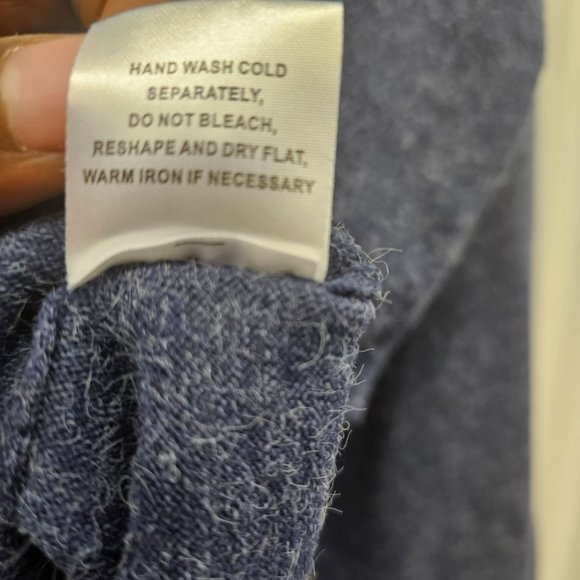 HAND WASH COLD
SEPARATELY,
DO NOT BLEACH,
RESHAPE AND DRY FLAT,
WARM IRON IF NECESSARY